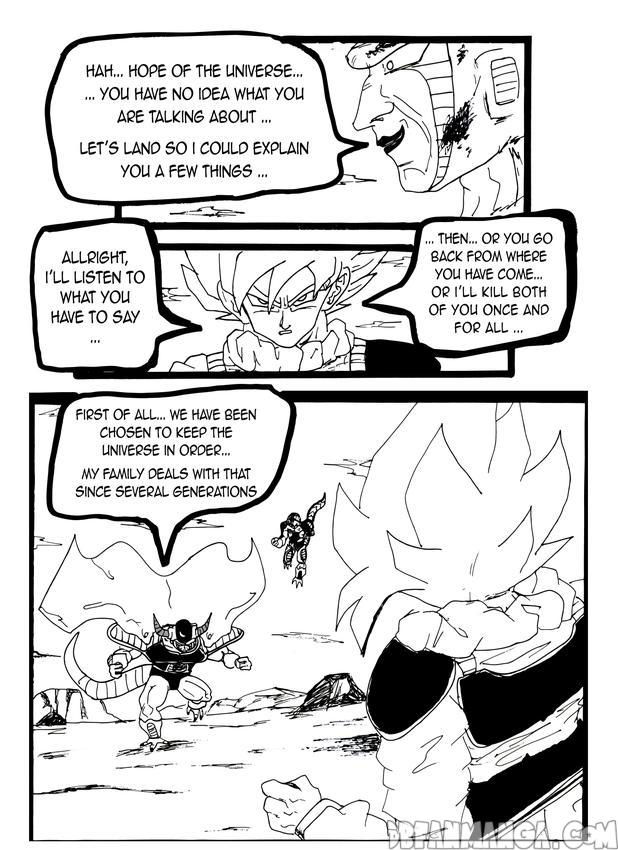 HAH... HOPE OF THE UNIVERSE...
... YOU HAVE NO IDEA WHAT YOU
ARE TALKING ABOUT ...
LET'S LAND SO I COULD EXPLAIN
YOU A FEW THINGS ...
ALLRIGHT,
I'LL LISTEN TO
WHAT YOU
HAVE TO SAY
...
... THEN... OR YOU GO
BACK FROM WHERE
YOU HAVE COME...
OR I'LL KILL BOTH
OF YOU ONCE AND
FOR ALL ...
FIRST OF ALL... WE HAVE BEEN
CHOSEN TO KEEP THE
UNIVERSE IN ORDER...
MY FAMILY DEALS WITH THAT
SINCE SEVERAL GENERATIONS
DBFANMANGA.COM